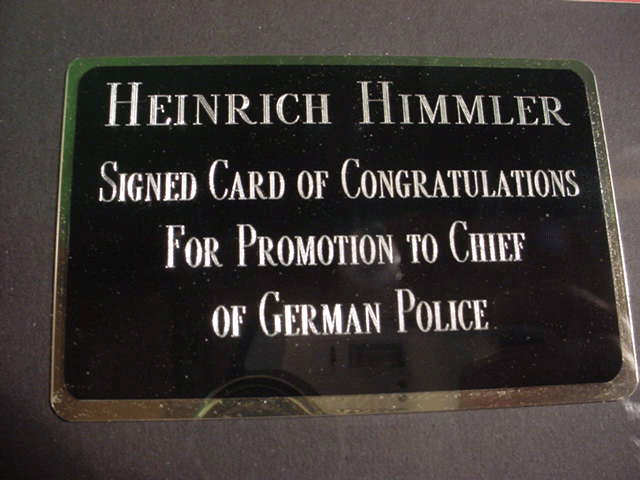 Heinrich Himmler
Signed Card of Congratulations
For Promotion to Chief
of German Police